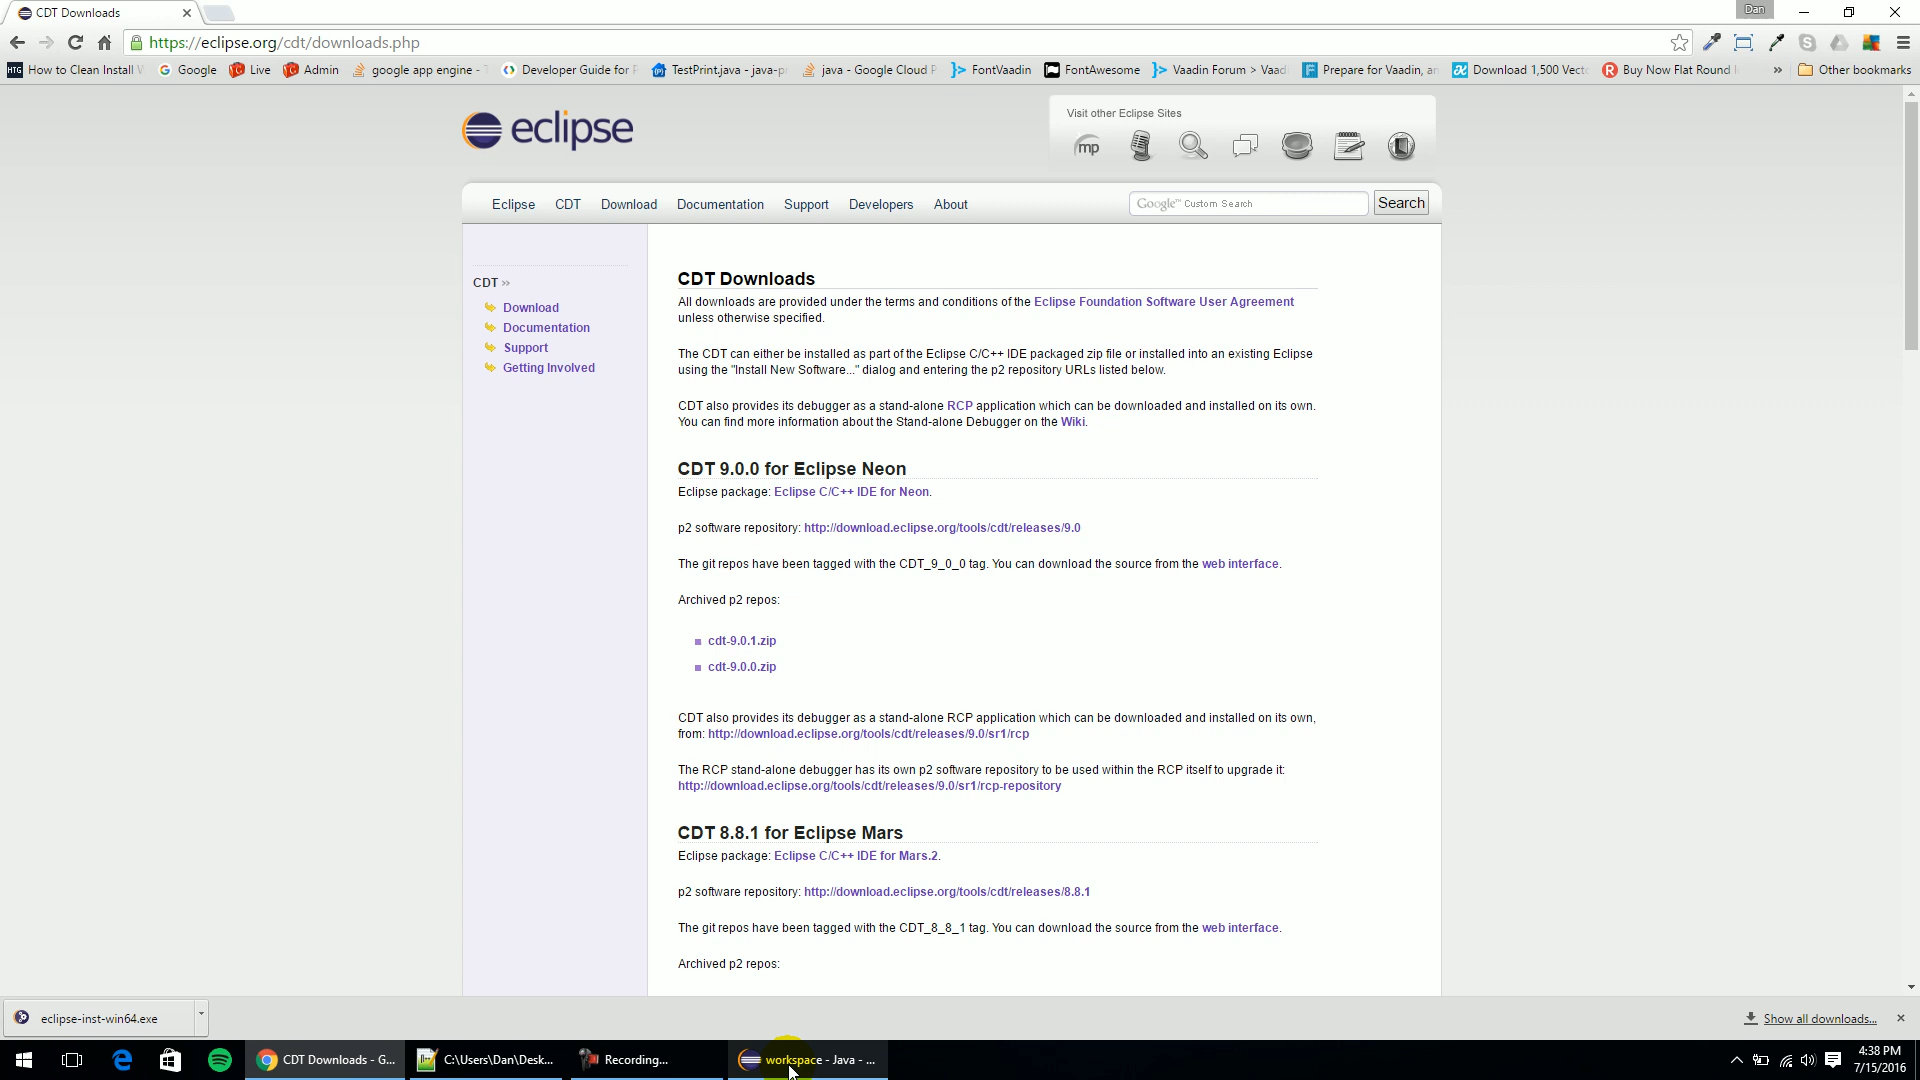 CDT Downloads
Dan
https://eclipse.org/cdt/downloads.php
How to Clean Install
Google
Live
Admin
google app engine -
Developer Guide for
TestPrint.java - java-p
java - Google Cloud P
FontVaadin
FontAwesome
Vaadin Forum > Vaad
Prepare for Vaadin, a
Download 1,500 Vect
Buy Now Flat Round
»
Other bookmarks
eclipse
Visit other Eclipse Sites
mp
Eclipse CDT Download Documentation Support Developers About
Google™ Custom Search
Search
CDT »
Download
Documentation
Support
Getting Involved
CDT Downloads
All downloads are provided under the terms and conditions of the Eclipse Foundation Software User Agreement
unless otherwise specified.
The CDT can either be installed as part of the Eclipse C/C++ IDE packaged zip file or installed into an existing Eclipse
using the "Install New Software..." dialog and entering the p2 repository URLs listed below.
CDT also provides its debugger as a stand-alone RCP application which can be downloaded and installed on its own.
You can find more information about the Stand-alone Debugger on the Wiki.
CDT 9.0.0 for Eclipse Neon
Eclipse package: Eclipse C/C++ IDE for Neon.
p2 software repository: http://download.eclipse.org/tools/cdt/releases/9.0
The git repos have been tagged with the CDT_9_0_0 tag. You can download the source from the web interface.
Archived p2 repos:
cdt-9.0.1.zip
cdt-9.0.0.zip
CDT also provides its debugger as a stand-alone RCP application which can be downloaded and installed on its own,
from: http://download.eclipse.org/tools/cdt/releases/9.0/sr1/rcp
The RCP stand-alone debugger has its own p2 software repository to be used within the RCP itself to upgrade it:
http://download.eclipse.org/tools/cdt/releases/9.0/sr1/rcp-repository
CDT 8.8.1 for Eclipse Mars
Eclipse package: Eclipse C/C++ IDE for Mars.2.
p2 software repository: http://download.eclipse.org/tools/cdt/releases/8.8.1
The git repos have been tagged with the CDT_8_8_1 tag. You can download the source from the web interface.
Archived p2 repos:
eclipse-inst-win64.exe
Show all downloads...
CDT Downloads - G...
C:\Users\Dan\Desk...
Recording...
workspace - Java - ...
4:38 PM
7/15/2016